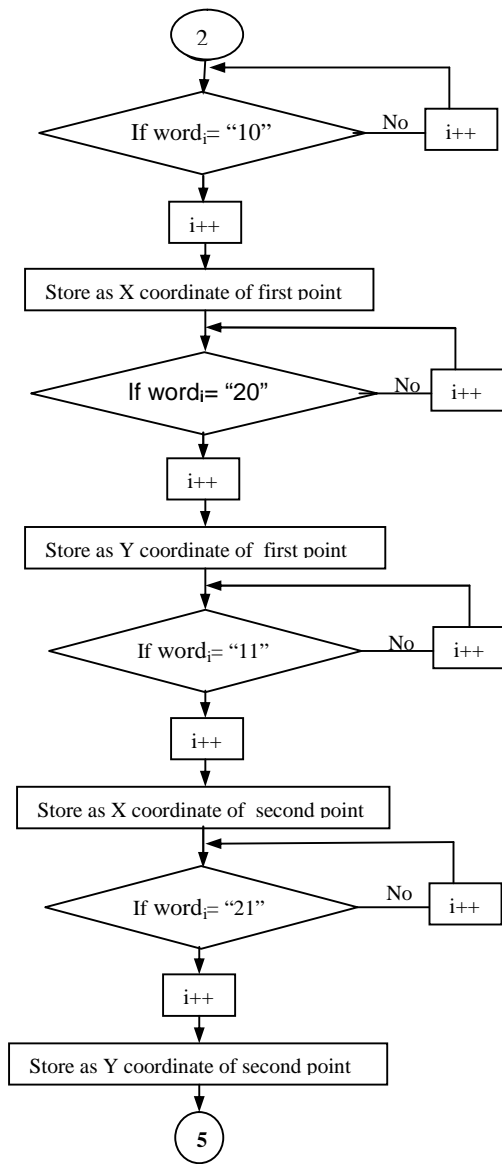 2
If wordᵢ= “10”
No
i++
i++
Store as X coordinate of first point
If wordᵢ= “20”
No
i++
i++
Store as Y coordinate of first point
If wordᵢ= “11”
No
i++
i++
Store as X coordinate of second point
If wordᵢ= “21”
No
i++
i++
Store as Y coordinate of second point
5